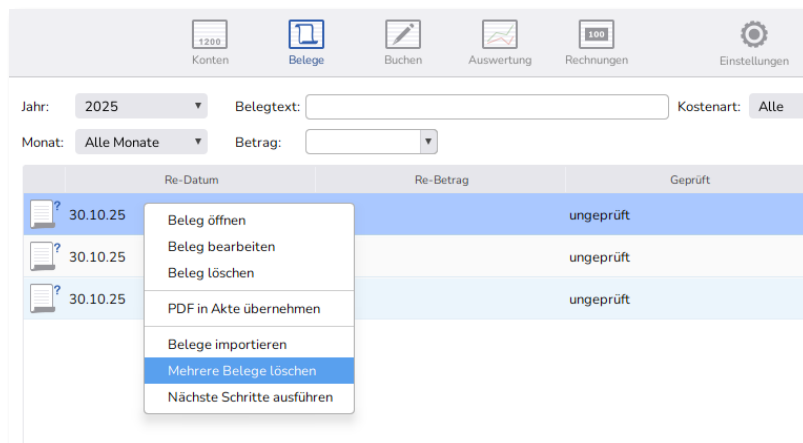 1200
100
Konten Belege Buchen Auswertung Rechnungen Einstellungen
Jahr: 2025 Belegtext: Kostenart: Alle
Monat: Alle Monate Betrag:
Re-Datum Re-Betrag Geprüft
? 30.10.25 ungeprüft
? 30.10.25 ungeprüft
? 30.10.25 ungeprüft
Beleg öffnen
Beleg bearbeiten
Beleg löschen
PDF in Akte übernehmen
Belege importieren
Mehrere Belege löschen
Nächste Schritte ausführen